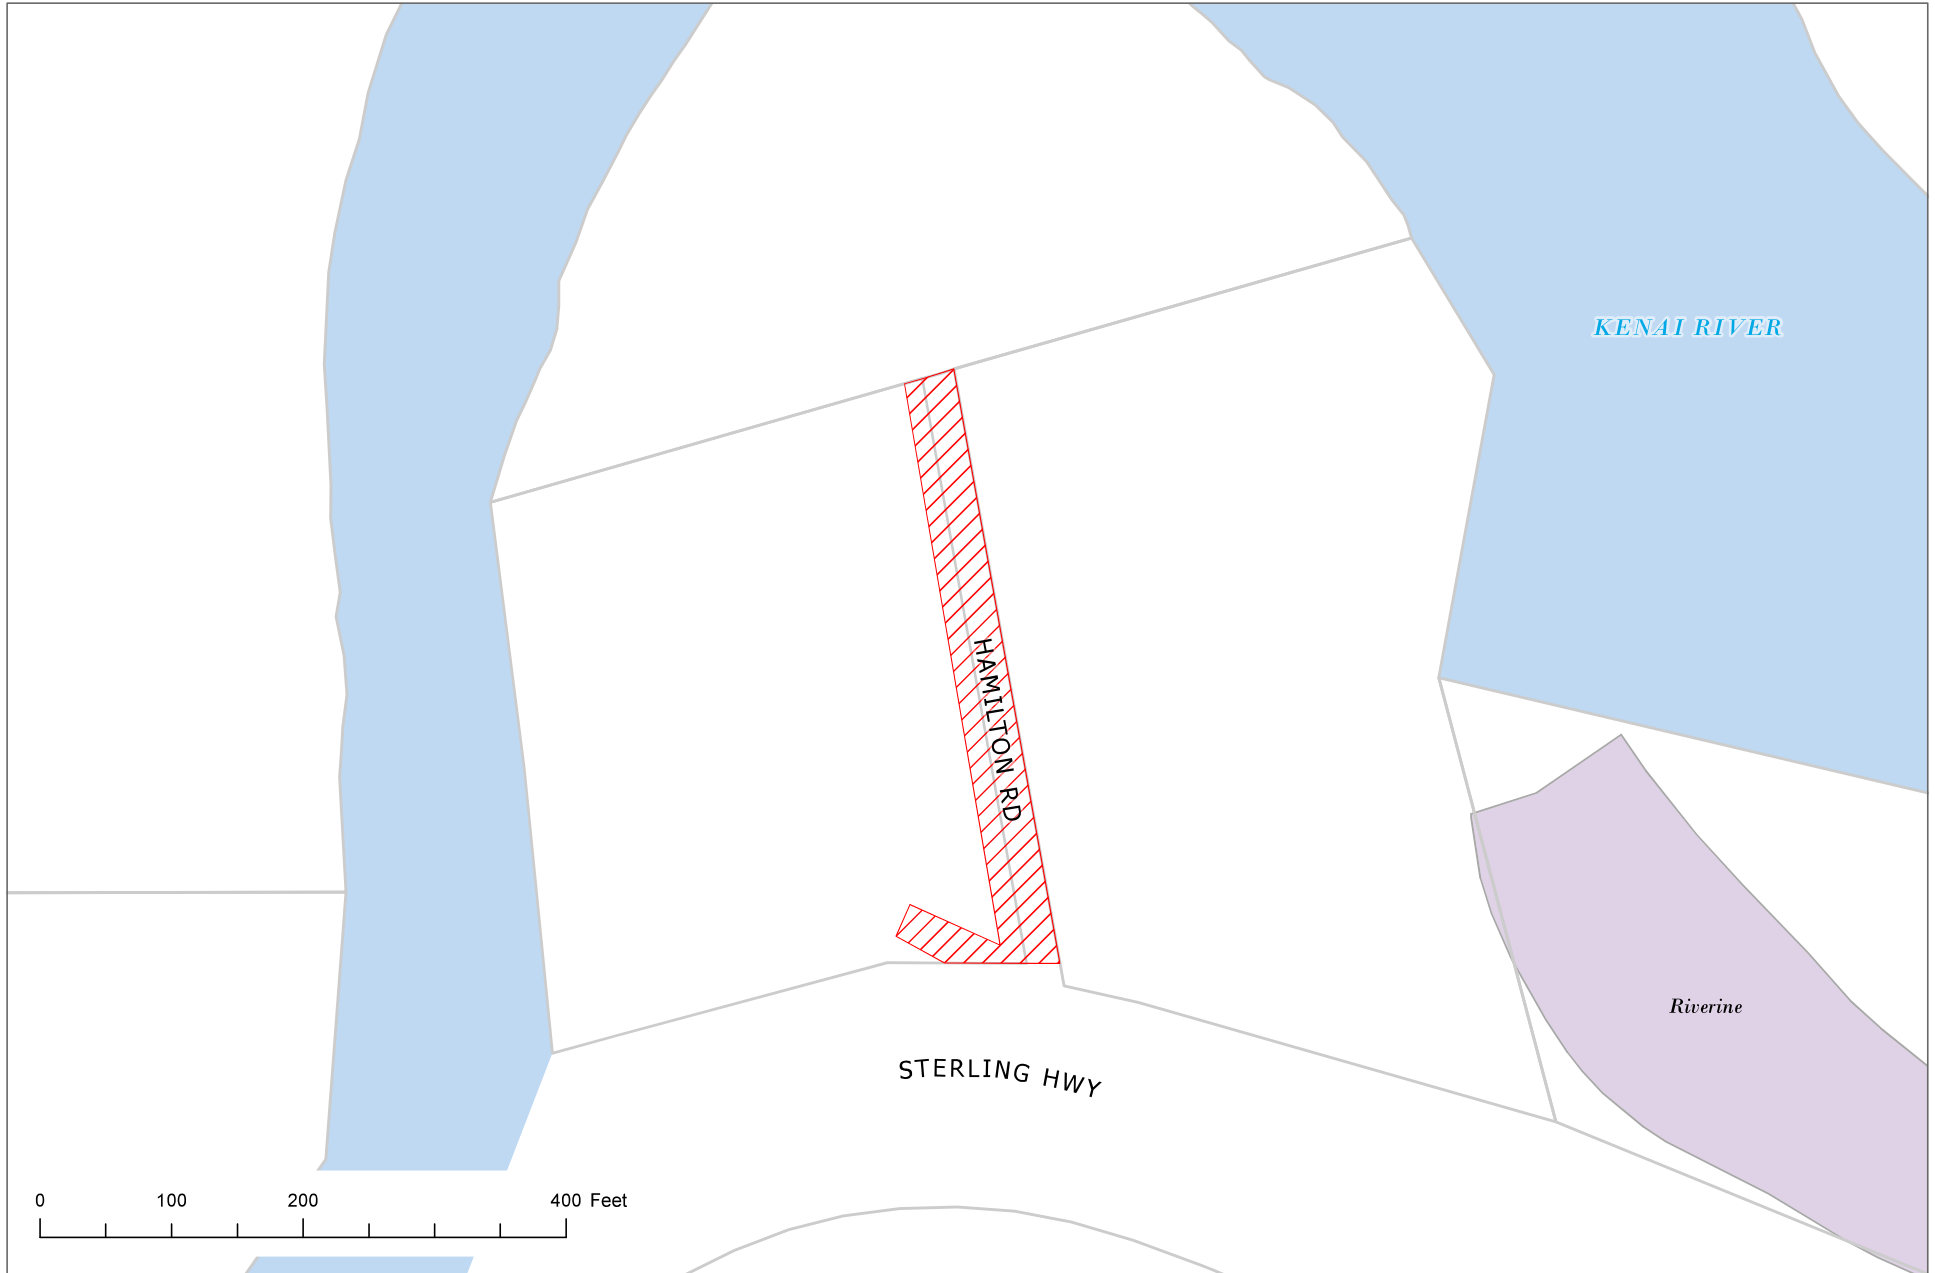 KENAI RIVER
HAMILTON RD
Riverine
STERLING HWY
0 100 200 400 Feet